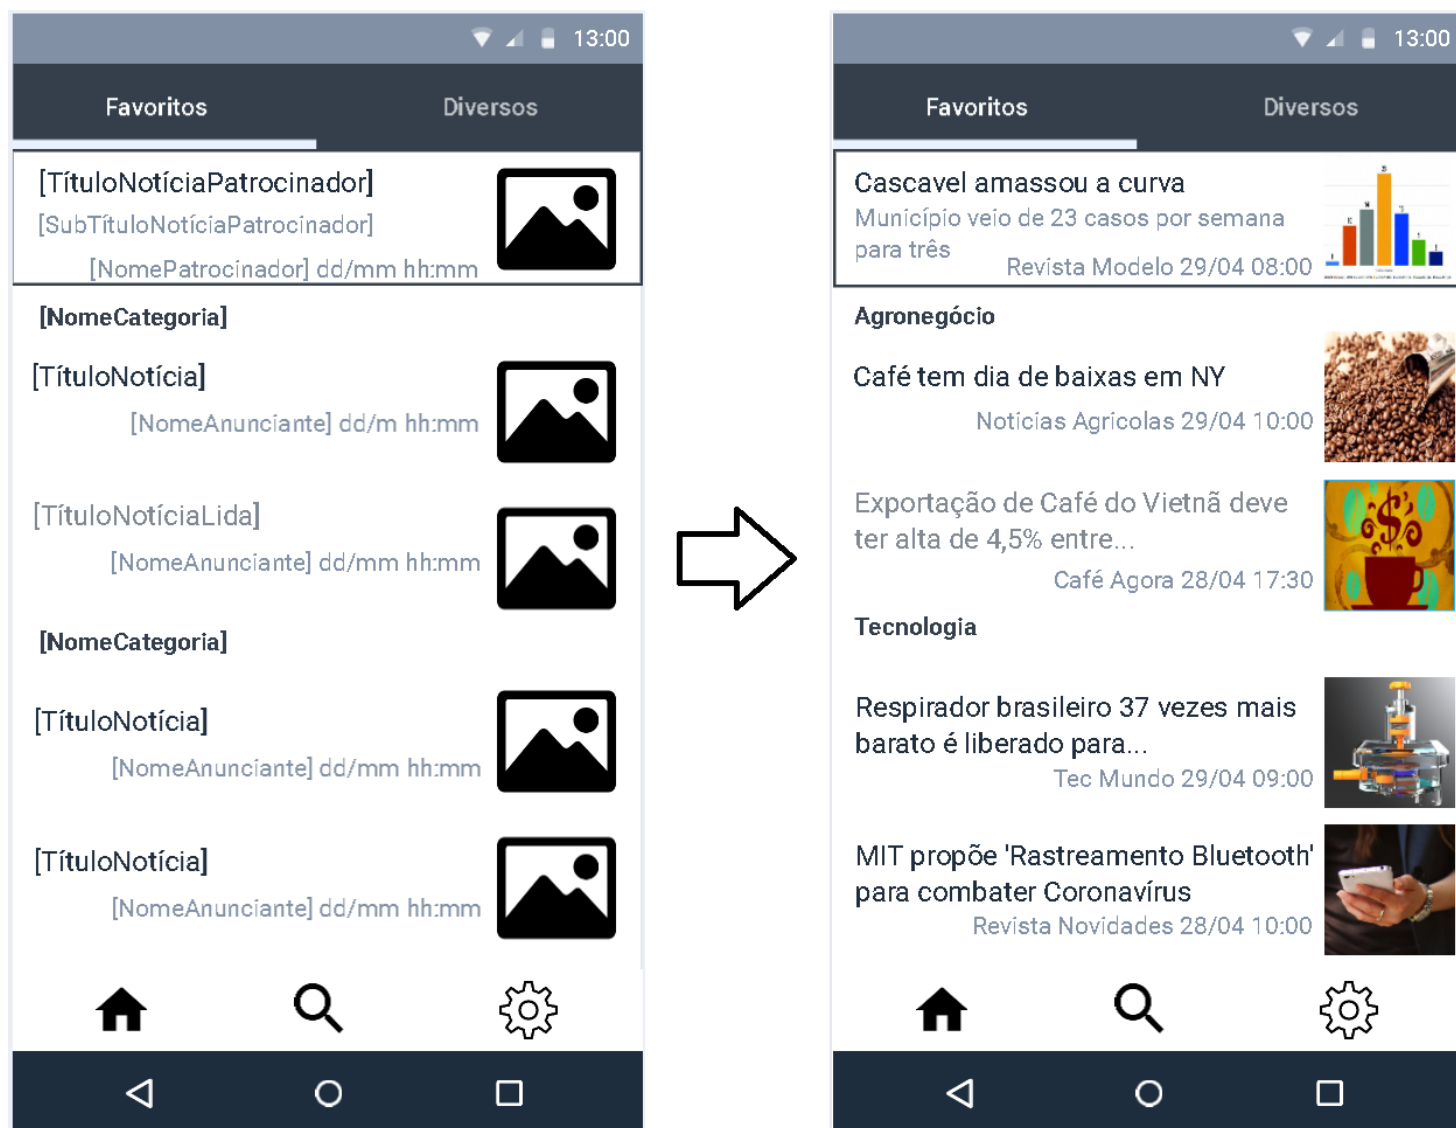 13:00
Favoritos
Diversos
[TítuloNotíciaPatrocinador]
[SubTítuloNotíciaPatrocinador]
[NomePatrocinador] dd/mm hh:mm
[NomeCategoria]
[TítuloNotícia]
[NomeAnunciante] dd/m hh:mm
[TítuloNotíciaLida]
[NomeAnunciante] dd/mm hh:mm
[NomeCategoria]
[TítuloNotícia]
[NomeAnunciante] dd/mm hh:mm
[TítuloNotícia]
[NomeAnunciante] dd/mm hh:mm
13:00
Favoritos
Diversos
Cascavel amassou a curva
Município veio de 23 casos por semana
para três
Revista Modelo 29/04 08:00
Agronegócio
Café tem dia de baixas em NY
Noticias Agricolas 29/04 10:00
Exportação de Café do Vietnã deve
ter alta de 4,5% entre...
Café Agora 28/04 17:30
Tecnologia
Respirador brasileiro 37 vezes mais
barato é liberado para...
Tec Mundo 29/04 09:00
MIT propõe 'Rastreamento Bluetooth'
para combater Coronavírus
Revista Novidades 28/04 10:00